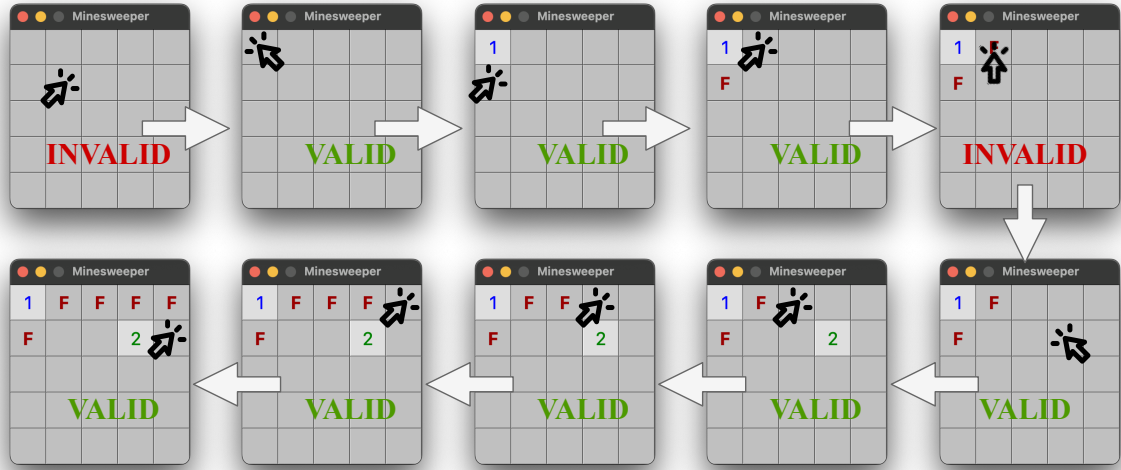 Minesweeper
INVALID
Minesweeper
VALID
Minesweeper
1
VALID
Minesweeper
1
F
VALID
Minesweeper
1 F
F
INVALID
Minesweeper
1 F F F F
F 2
VALID
Minesweeper
1 F F F
F 2
VALID
Minesweeper
1 F F
F 2
VALID
Minesweeper
1 F
F 2
VALID
Minesweeper
1 F
F
VALID